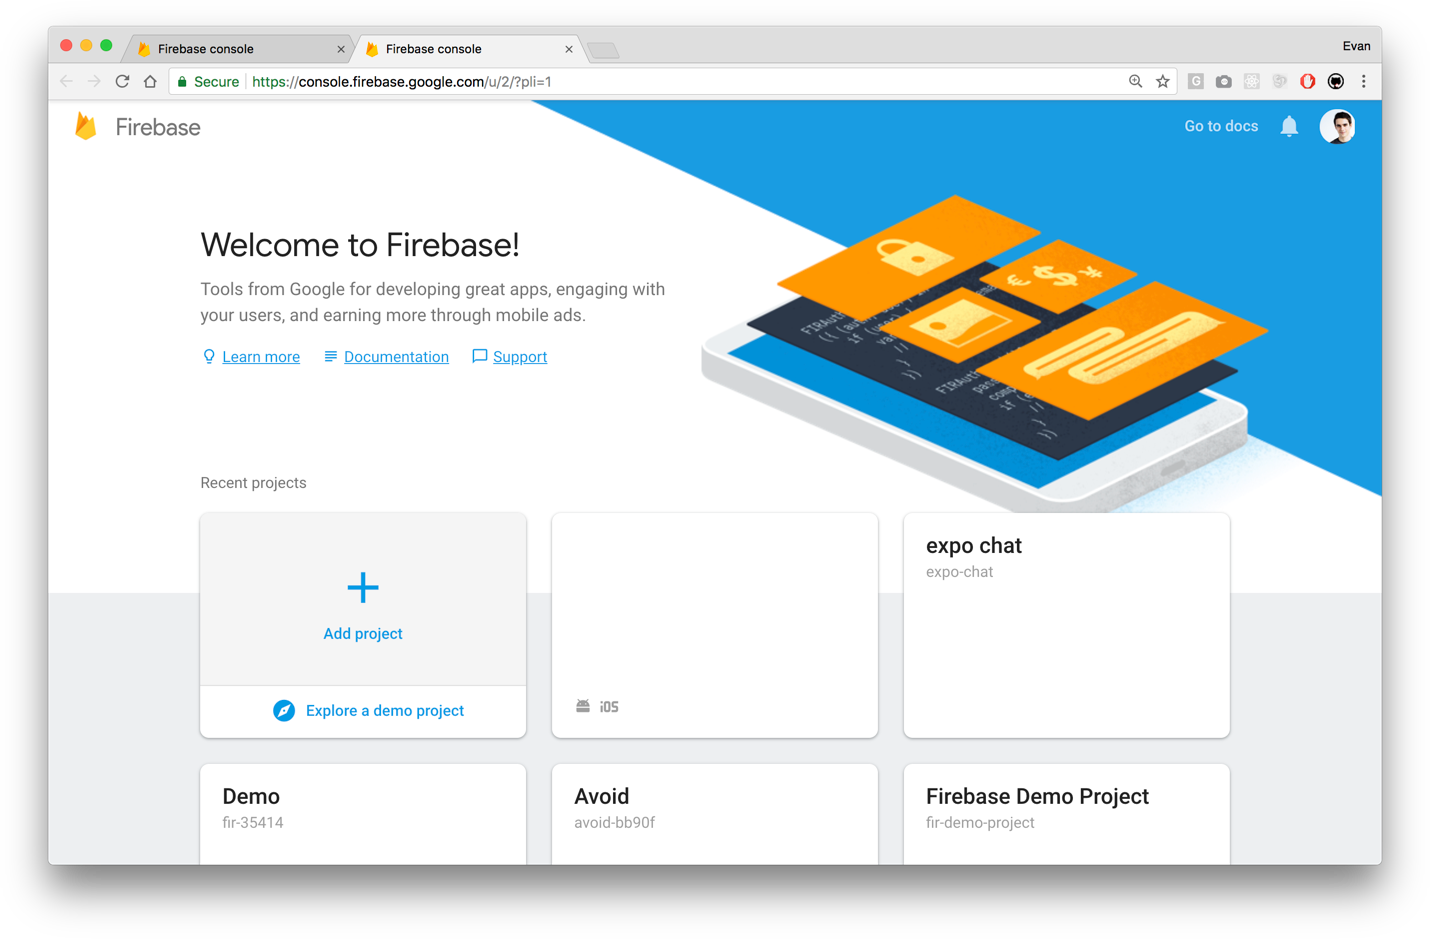 Firebase console
Firebase console
Evan
Secure
https://console.firebase.google.com/u/2/?pli=1
Firebase
Go to docs
Welcome to Firebase!
Tools from Google for developing great apps, engaging with
your users, and earning more through mobile ads.
Learn more
Documentation
Support
Recent projects
Add project
Explore a demo project
iOS
expo chat
expo-chat
Demo
fir-35414
Avoid
avoid-bb90f
Firebase Demo Project
fir-demo-project